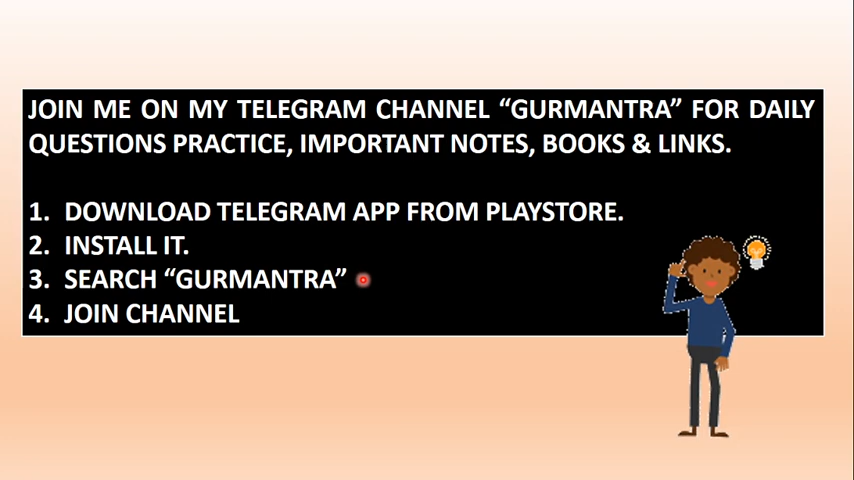 JOIN ME ON MY TELEGRAM CHANNEL “GURMANTRA” FOR DAILY
QUESTIONS PRACTICE, IMPORTANT NOTES, BOOKS & LINKS.
1. DOWNLOAD TELEGRAM APP FROM PLAYSTORE.
2. INSTALL IT.
3. SEARCH “GURMANTRA”
4. JOIN CHANNEL